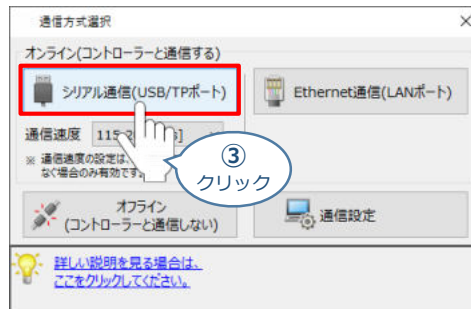 通信方式選択
オンライン(コントローラーと通信する)
シリアル通信(USB/TPポート)
Ethernet通信(LANポート)
通信速度
※ 通信速度の設定は、
なぐ場合のみ有効です。
③
クリック
オフライン
(コントローラーと通信しない)
通信設定
詳しい説明を見る場合は、
ここをクリックしてください。